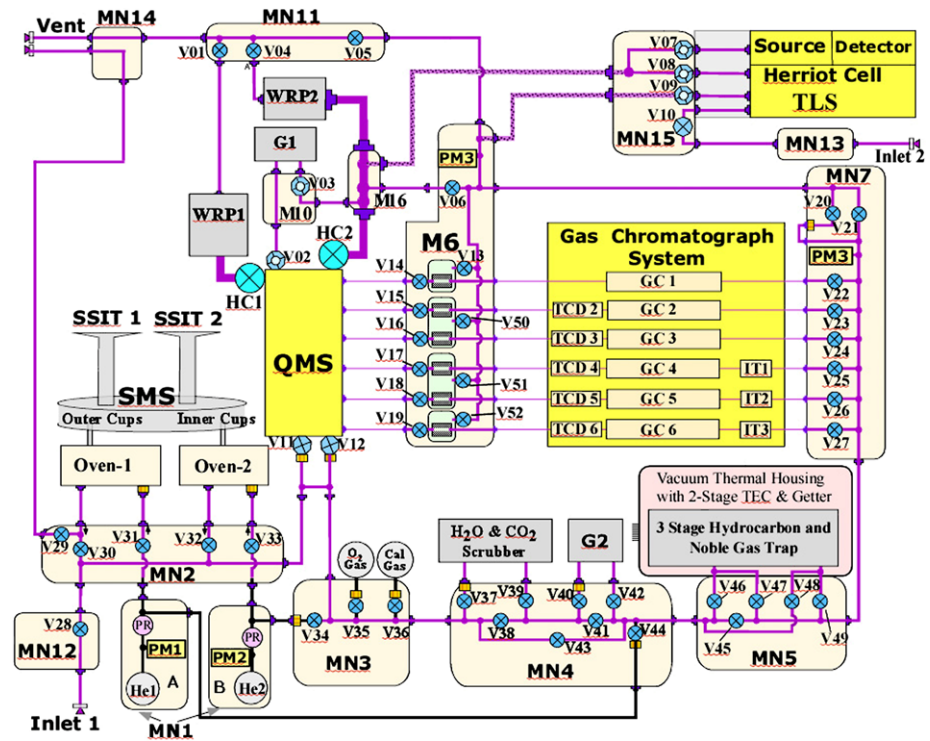 Vent
MN14
MN11
V01
V04
V05
A
WRP2
G1
V03
M10
M16
WRP1
HC2
V02
HC1
V07
V08
V09
V10
MN15
Source
Detector
Herriot Cell
TLS
MN13
Inlet 2
PM3
V06
M6
V13
V14
V15
V16
V50
V17
V18
V51
V19
V52
Gas Chromatograph
System
GC 1
TCD 2
GC 2
TCD 3
GC 3
TCD 4
GC 4
IT1
TCD 5
GC 5
IT2
TCD 6
GC 6
IT3
MN7
V20
V21
PM3
V22
V23
V24
V25
V26
V27
SSIT 1
SSIT 2
SMS
Outer Cups
Inner Cups
QMS
V11
V12
Oven-1
Oven-2
V29
V30
V31
V32
V33
MN2
V28
MN12
Inlet 1
PR
PM1
He1
A
PR
PM2
B
He2
MN1
O2
Gas
Cal
Gas
V34
V35
V36
MN3
H2O & CO2
Scrubber
G2
V37
V39
V40
V42
V38
V41
V44
V43
MN4
Vacuum Thermal Housing
with 2-Stage TEC & Getter
3 Stage Hydrocarbon and
Noble Gas Trap
V46
V47
V48
V45
V49
MN5